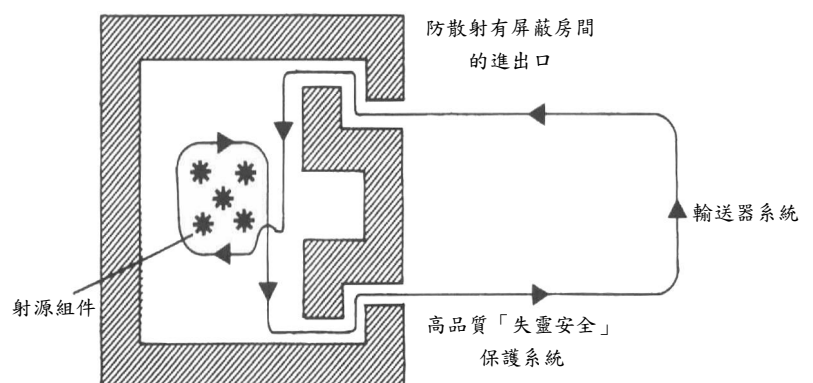 防散射有屏蔽房間
的進出口
輸送器系統
射源組件
高品質「失靈安全」
保護系統